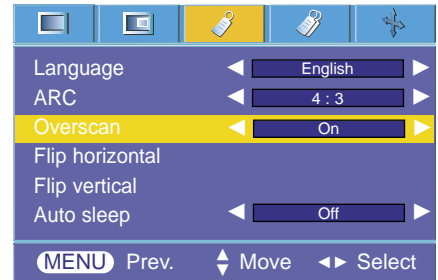 Language English
ARC 4 : 3
Overscan On
Flip horizontal
Flip vertical
Auto sleep Off
MENU Prev. Move Select